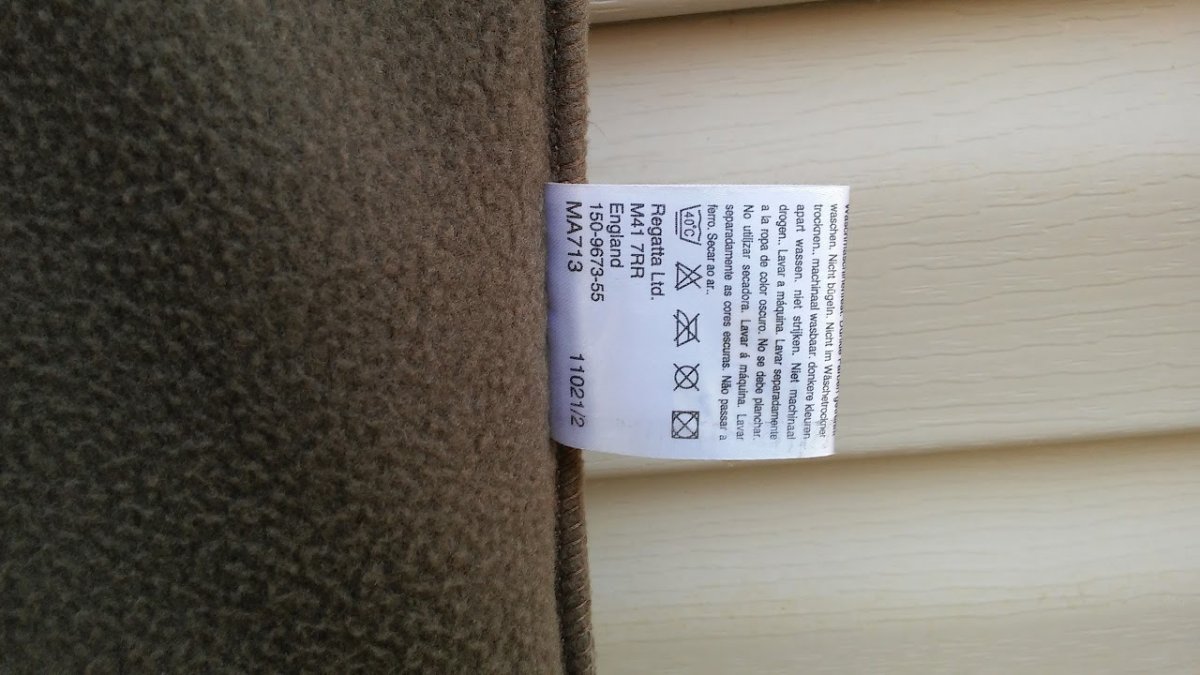 waschen. Nicht bügeln. Nicht im Wäschetrockner
trocknen.. machinaal wasbaar. donkere kleuren
apart wassen. niet strijken. Niet machinaal
drogen.. Lavar a máquina. Lavar separadamente
a la ropa de color oscuro. No se debe planchar.
No utilizar secadora. Lavar á máquina. Lavar
separadamente as cores escuras. Não passar a
ferro. Secar ao ar..
40°C
Regatta Ltd.
M41 7RR
England
150-9673-55
MA713 11021/2